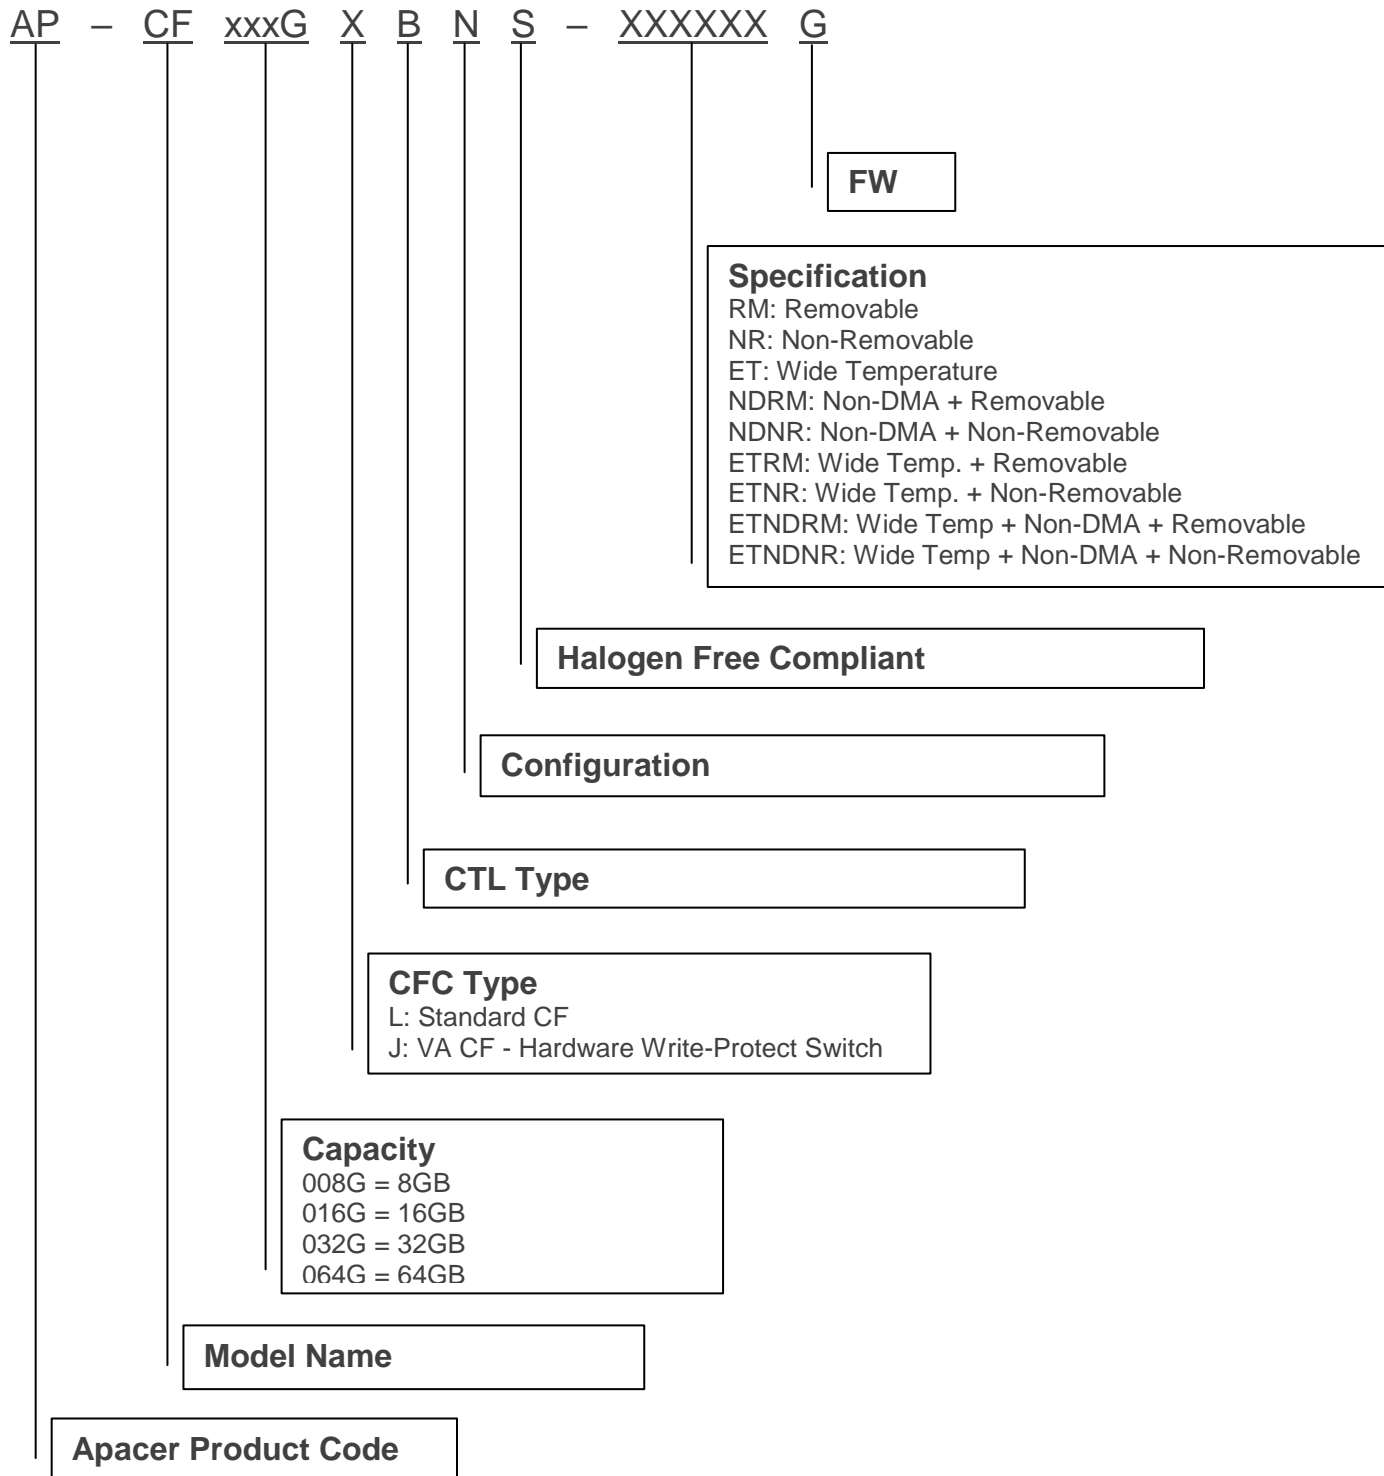 AP – CF xxxG X B N S – XXXXXX G
FW
Specification
RM: Removable
NR: Non-Removable
ET: Wide Temperature
NDRM: Non-DMA + Removable
NDNR: Non-DMA + Non-Removable
ETRM: Wide Temp. + Removable
ETNR: Wide Temp. + Non-Removable
ETNDRM: Wide Temp + Non-DMA + Removable
ETNDNR: Wide Temp + Non-DMA + Non-Removable
Halogen Free Compliant
Configuration
CTL Type
CFC Type
L: Standard CF
J: VA CF - Hardware Write-Protect Switch
Capacity
008G = 8GB
016G = 16GB
032G = 32GB
064G = 64GB
Model Name
Apacer Product Code